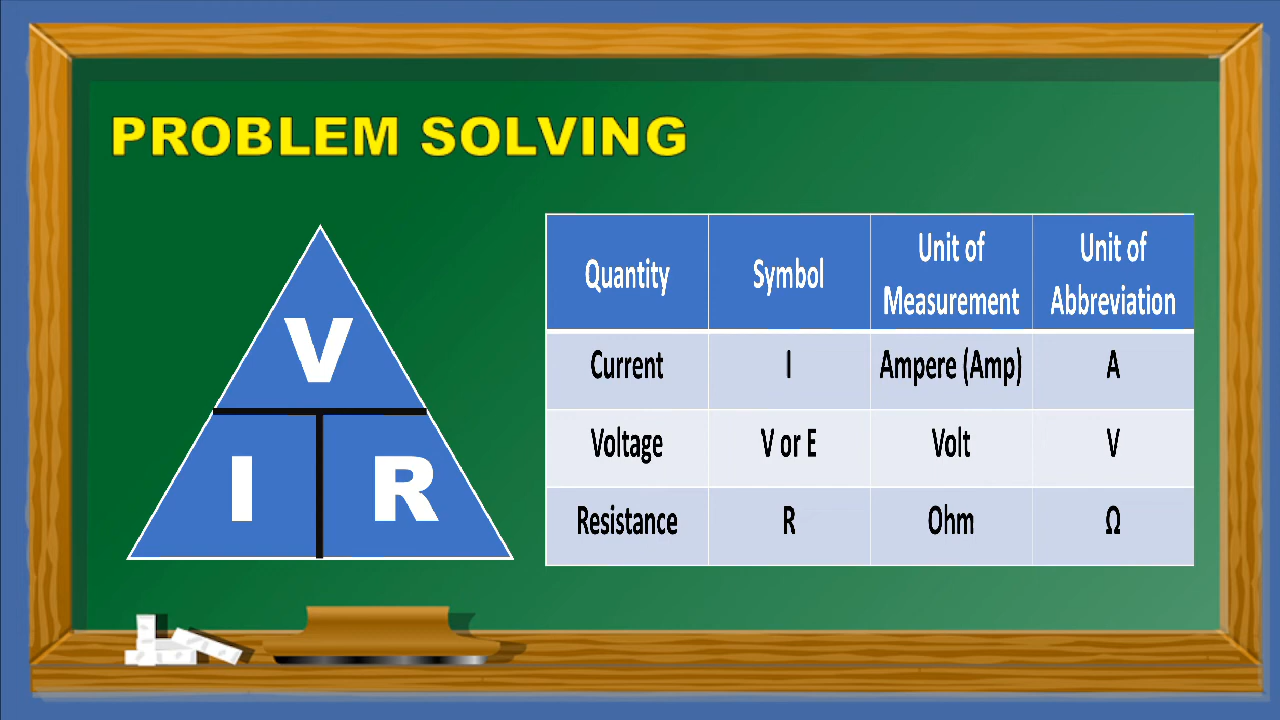 PROBLEM SOLVING
V
I R
Quantity Symbol Unit of Measurement Unit of Abbreviation
Current I Ampere (Amp) A
Voltage V or E Volt V
Resistance R Ohm Ω